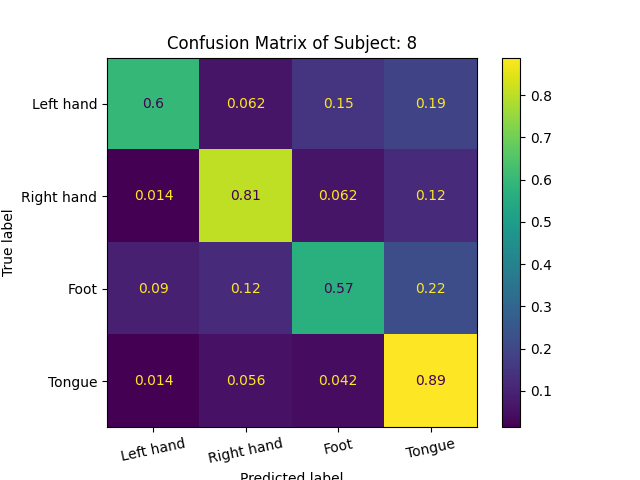 Confusion Matrix of Subject: 8
True label
Left hand 0.6 0.062 0.15 0.19
Right hand 0.014 0.81 0.062 0.12
Foot 0.09 0.12 0.57 0.22
Tongue 0.014 0.056 0.042 0.89
Left hand Right hand Foot Tongue
Predicted label
0.8
0.7
0.6
0.5
0.4
0.3
0.2
0.1